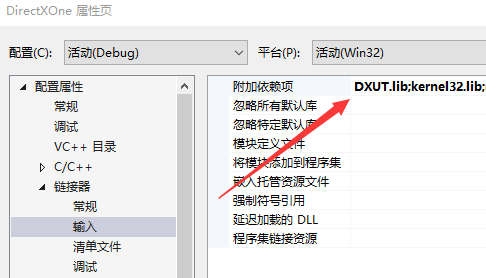 DirectXOne 属性页
配置(C): 活动(Debug) 平台(P): 活动(Win32)
配置属性
常规
调试
VC++ 目录
C/C++
链接器
常规
输入
清单文件
调试
附加依赖项 DXUT.lib;kernel32.lib;
忽略所有默认库
忽略特定默认库
模块定义文件
将模块添加到程序集
嵌入托管资源文件
强制符号引用
延迟加载的 DLL
程序集链接资源